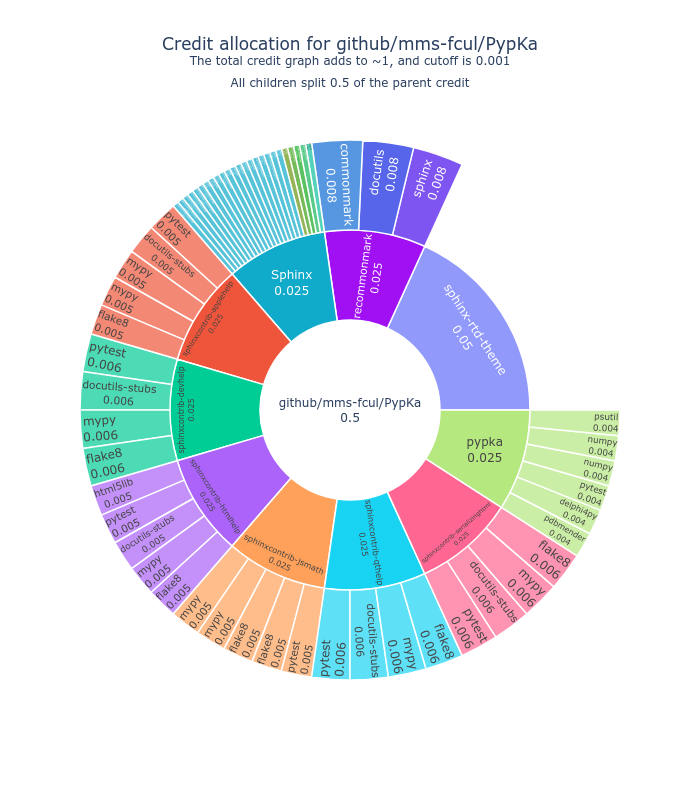 Credit allocation for github/mms-fcul/PypKa
The total credit graph adds to ~1, and cutoff is 0.001
All children split 0.5 of the parent credit
github/mms-fcul/PypKa
0.5
sphinx-rtd-theme
0.05
recommonmark
0.025
sphinx
0.008
docutils
0.008
commonmark
0.008
Sphinx
0.025
sphinxcontrib-applehelp
0.025
pytest
0.005
docutils-stubs
0.005
mypy
0.005
mypy
0.005
flake8
0.005
sphinxcontrib-devhelp
0.025
pytest
0.006
docutils-stubs
0.006
mypy
0.006
flake8
0.006
sphinxcontrib-htmlhelp
0.025
html5lib
0.005
pytest
0.005
docutils-stubs
0.005
mypy
0.005
flake8
0.005
sphinxcontrib-jsmath
0.025
mypy
0.005
mypy
0.005
flake8
0.005
flake8
0.005
pytest
0.005
sphinxcontrib-qthelp
0.025
pytest
0.006
docutils-stubs
0.006
mypy
0.006
flake8
0.006
sphinxcontrib-serializinghtml
0.025
pytest
0.006
docutils-stubs
0.006
mypy
0.006
flake8
0.006
pypka
0.025
pdbmender
0.004
delphi4py
0.004
pytest
0.004
numpy
0.004
numpy
0.004
psutil
0.004